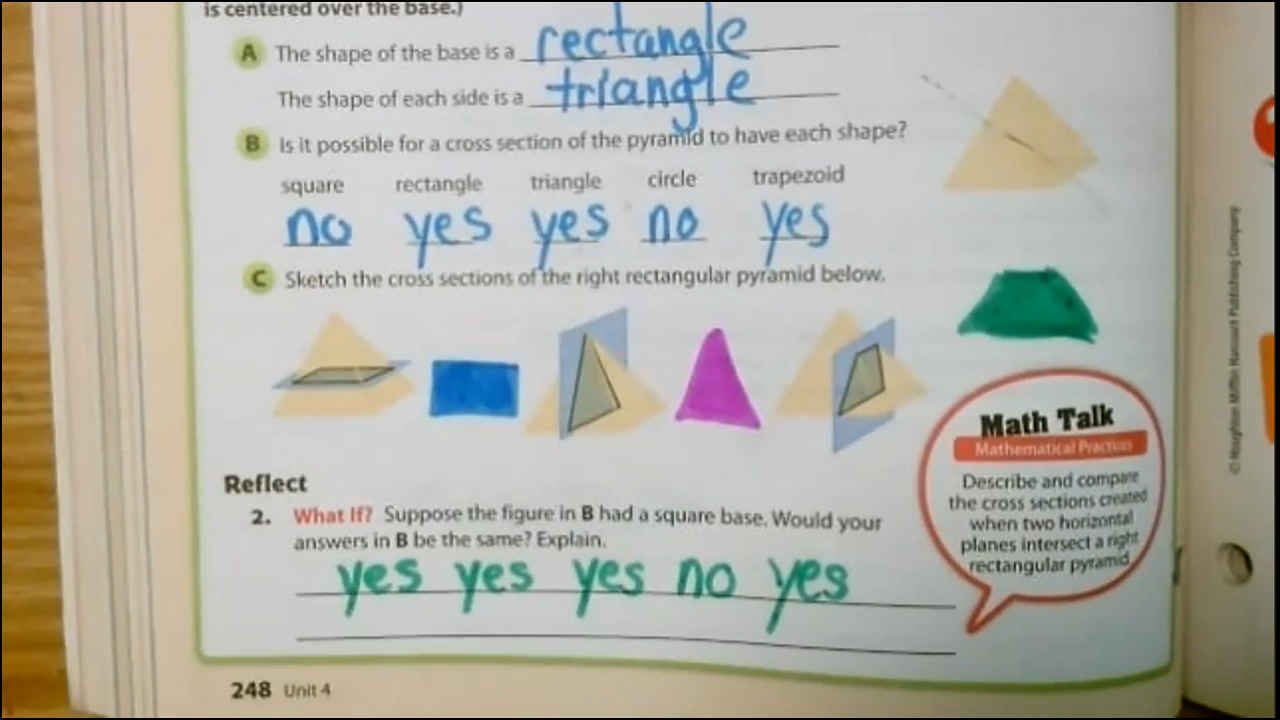 is centered over the base.)
A The shape of the base is a rectangle
The shape of each side is a triangle
B Is it possible for a cross section of the pyramid to have each shape?
square rectangle triangle circle trapezoid
no yes yes no yes
C Sketch the cross sections of the right rectangular pyramid below.
Reflect
2. What If? Suppose the figure in B had a square base. Would your
answers in B be the same? Explain.
yes yes yes no yes
Math Talk
Mathematical Practices
Describe and compare
the cross sections created
when two horizontal
planes intersect a right
rectangular pyramid.
248 Unit 4
© Houghton Mifflin Harcourt Publishing Company